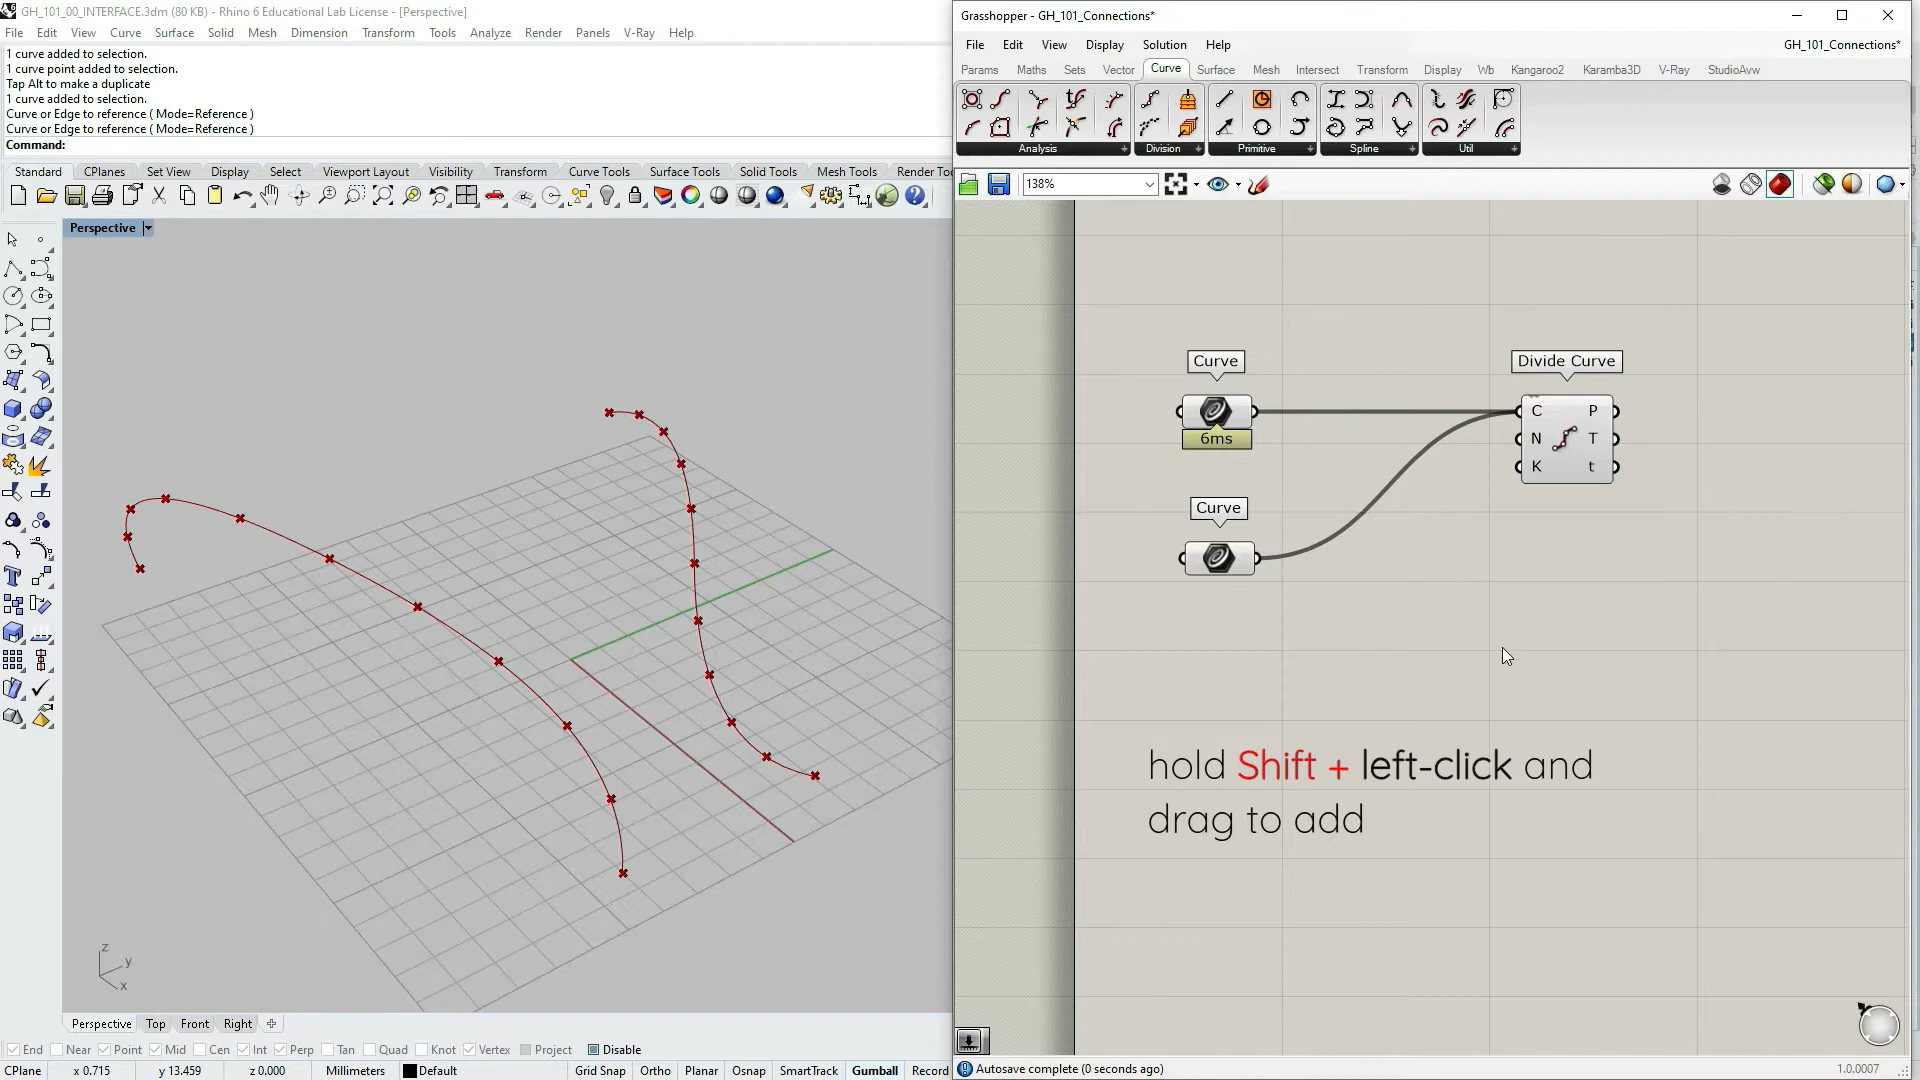 GH_101_00_INTERFACE.3dm (80 KB) - Rhino 6 Educational Lab License - [Perspective]
File Edit View Curve Surface Solid Mesh Dimension Transform Tools Analyze Render Panels V-Ray Help
1 curve added to selection.
1 curve point added to selection.
Tap Alt to make a duplicate
1 curve added to selection.
Curve or Edge to reference ( Mode=Reference )
Curve or Edge to reference ( Mode=Reference )
Command:
Standard CPlanes Set View Display Select Viewport Layout Visibility Transform Curve Tools Surface Tools Solid Tools Mesh Tools Render Too
Perspective
z
y
x
Perspective Top Front Right
End Near Point Mid Cen Int Perp Tan Quad Knot Vertex Project Disable
CPlane x 0.715 y 13.459 z 0.000 Millimeters Default Grid Snap Ortho Planar Osnap SmartTrack Gumball Record
Grasshopper - GH_101_Connections*
File Edit View Display Solution Help GH_101_Connections*
Params Maths Sets Vector Curve Surface Mesh Intersect Transform Display Wb Kangaroo2 Karamba3D V-Ray StudioAvw
Analysis Division Primitive Spline Util
138%
Curve
6ms
Curve
Divide Curve
C P
N T
K t
hold Shift + left-click and
drag to add
Autosave complete (0 seconds ago) 1.0.0007